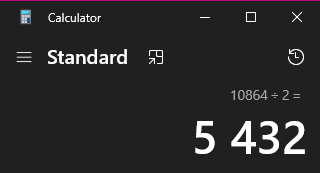 Calculator
Standard
10864 ÷ 2 =
5 432